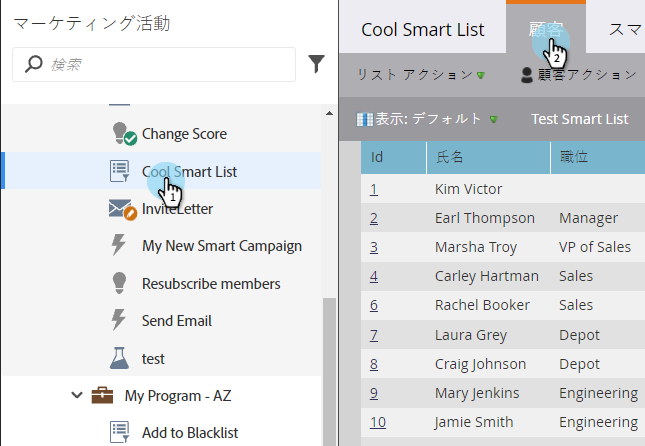 マーケティング活動
検索
Change Score
Cool Smart List
1
InviteLetter
My New Smart Campaign
Resubscribe members
Send Email
test
My Program - AZ
Add to Blacklist
Cool Smart List 顧客 スマ
2
リスト アクション 顧客アクション
表示: デフォルト Test Smart List
Id 氏名 職位
1 Kim Victor
2 Earl Thompson Manager
3 Marsha Troy VP of Sales
4 Carley Hartman Sales
6 Rachel Booker Sales
7 Laura Grey Depot
8 Craig Johnson Depot
9 Mary Jenkins Engineering
10 Jamie Smith Engineering